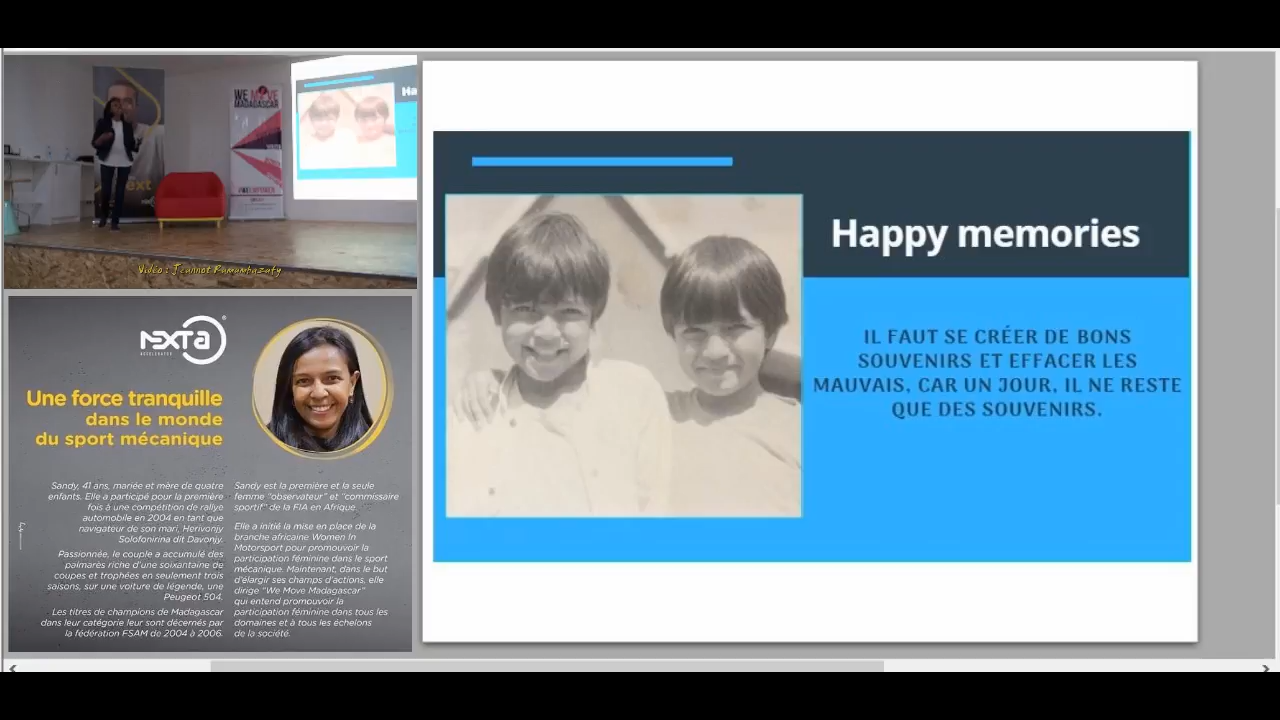 WE MOVE
MADAGASCAR
Ha
ext
Vidéo : Jeannot Ramambazafy
NEXTA
ACCELERATOR
Une force tranquille
dans le monde
du sport mécanique
Sandy, 41 ans, mariée et mère de quatre
enfants. Elle a participé pour la première
fois à une compétition de rallye
automobile en 2004 en tant que
navigateur de son mari, Herivonjy
Solofonirina dit Davonjy.
Passionnée, le couple a accumulé des
palmarès riche d'une soixantaine de
coupes et trophées en seulement trois
saisons, sur une voiture de légende, une
Peugeot 504.
Les titres de champions de Madagascar
dans leur catégorie leur sont décernés par
la fédération FSAM de 2004 à 2006.
Sandy est la première et la seule
femme "observateur" et "commissaire
sportif" de la FIA en Afrique.
Elle a initié la mise en place de la
branche africaine Women In
Motorsport pour promouvoir la
participation féminine dans le sport
mécanique. Maintenant, dans le but
d'élargir ses champs d'actions, elle
dirige "We Move Madagascar"
qui entend promouvoir la
participation féminine dans tous les
domaines et à tous les échelons
de la société.
Happy memories
IL FAUT SE CRÉER DE BONS
SOUVENIRS ET EFFACER LES
MAUVAIS, CAR UN JOUR, IL NE RESTE
QUE DES SOUVENIRS.